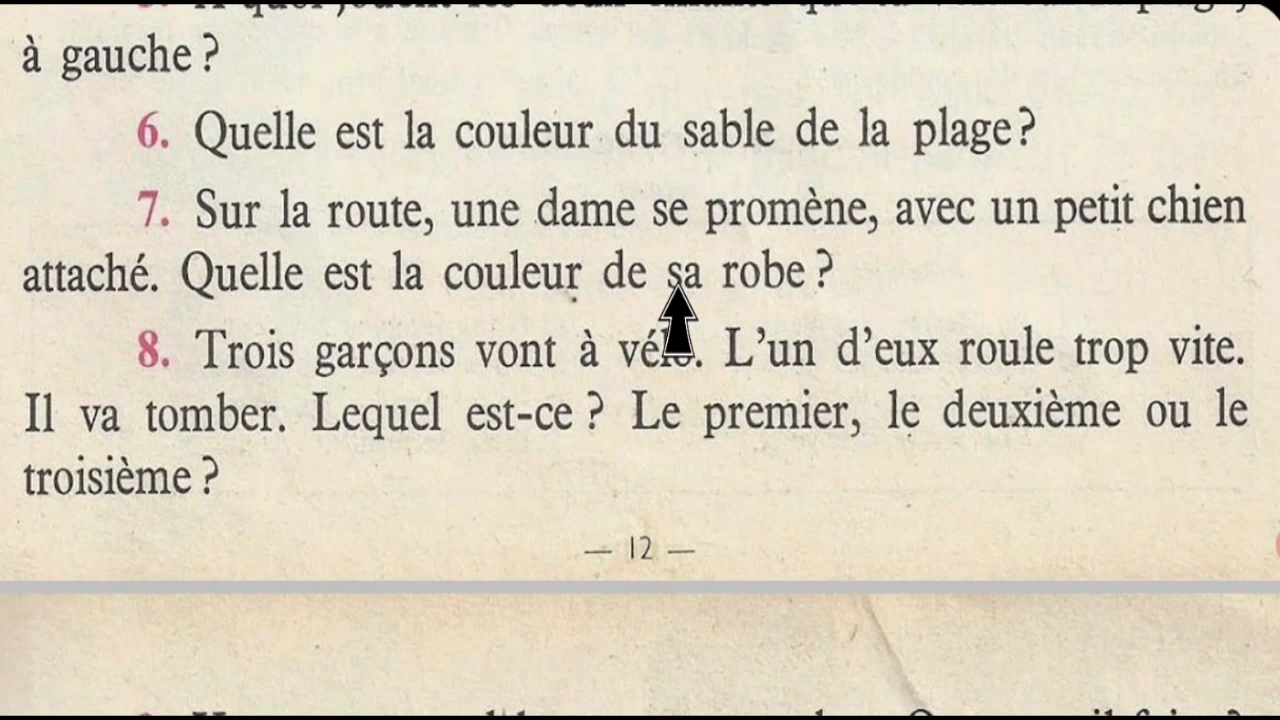 à gauche ?
6. Quelle est la couleur du sable de la plage ?
7. Sur la route, une dame se promène, avec un petit chien
attaché. Quelle est la couleur de sa robe ?
8. Trois garçons vont à vélo. L'un d'eux roule trop vite.
Il va tomber. Lequel est-ce ? Le premier, le deuxième ou le
troisième ?
— 12 —